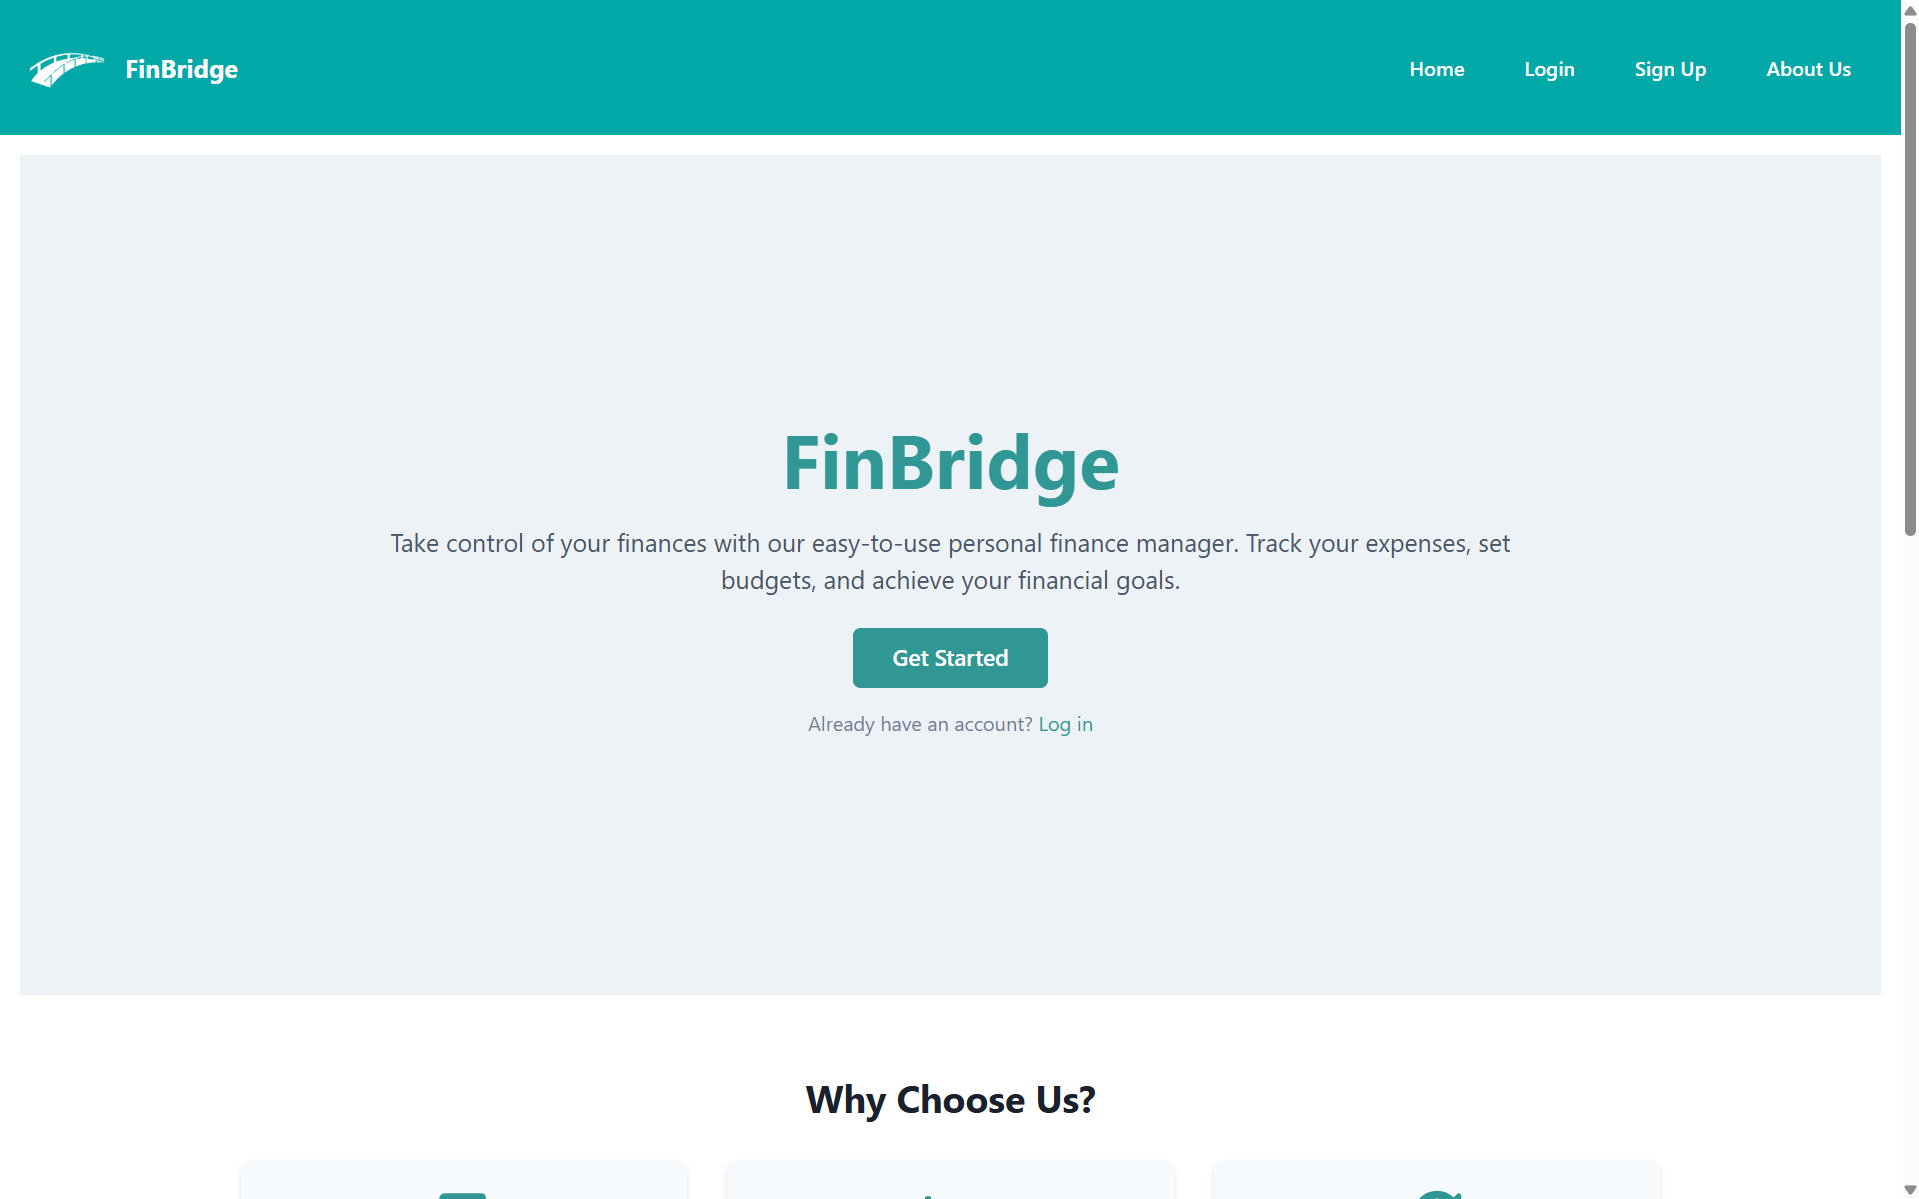 FinBridge
Home
Login
Sign Up
About Us
FinBridge
Take control of your finances with our easy-to-use personal finance manager. Track your expenses, set
budgets, and achieve your financial goals.
Get Started
Already have an account? Log in
Why Choose Us?